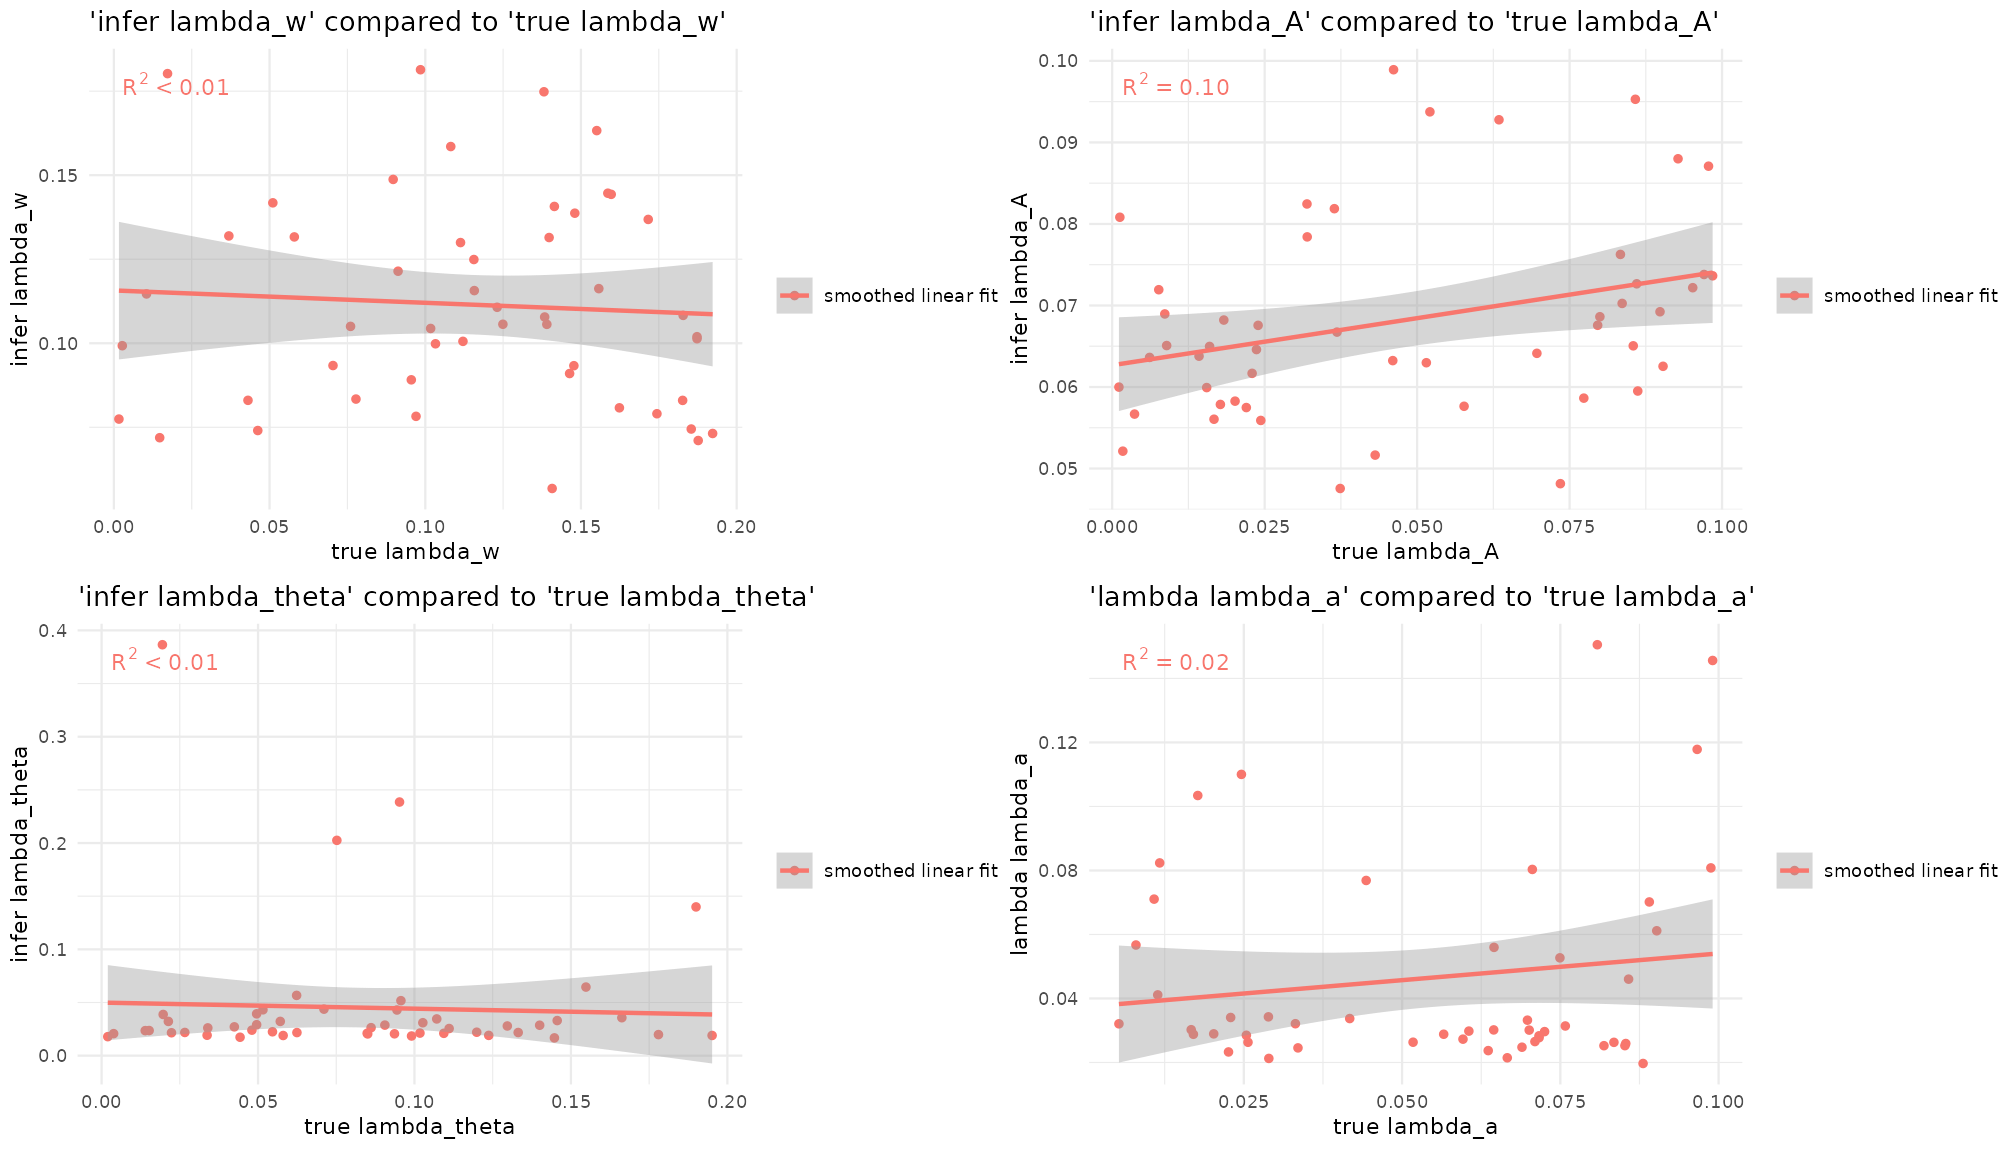 'infer lambda_w' compared to 'true lambda_w'
R² < 0.01
infer lambda_w
0.15
0.10
0.00 0.05 0.10 0.15 0.20
true lambda_w
smoothed linear fit
'infer lambda_A' compared to 'true lambda_A'
R² = 0.10
infer lambda_A
0.10
0.09
0.08
0.07
0.06
0.05
0.000 0.025 0.050 0.075 0.100
true lambda_A
smoothed linear fit
'infer lambda_theta' compared to 'true lambda_theta'
R² < 0.01
infer lambda_theta
0.4
0.3
0.2
0.1
0.0
0.00 0.05 0.10 0.15 0.20
true lambda_theta
smoothed linear fit
'lambda lambda_a' compared to 'true lambda_a'
R² = 0.02
lambda lambda_a
0.12
0.08
0.04
0.025 0.050 0.075 0.100
true lambda_a
smoothed linear fit